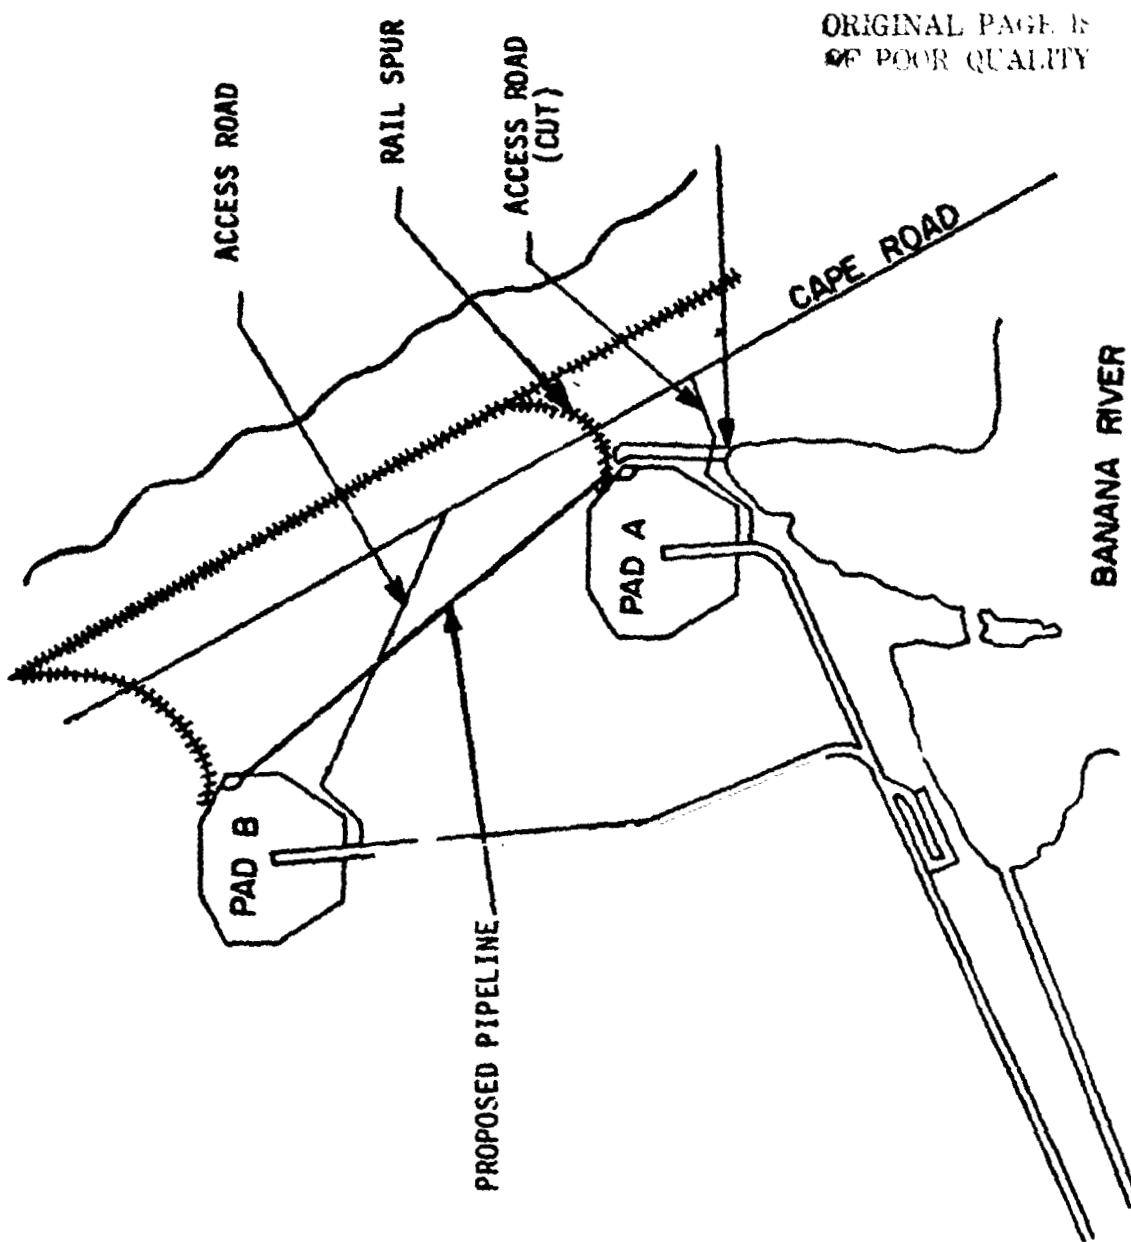 ORIGINAL PAGE IS
OF POOR QUALITY
ACCESS ROAD
RAIL SPUR
ACCESS ROAD
(CUT)
CAPE ROAD
PAD A
PAD B
BANANA RIVER
PROPOSED PIPELINE